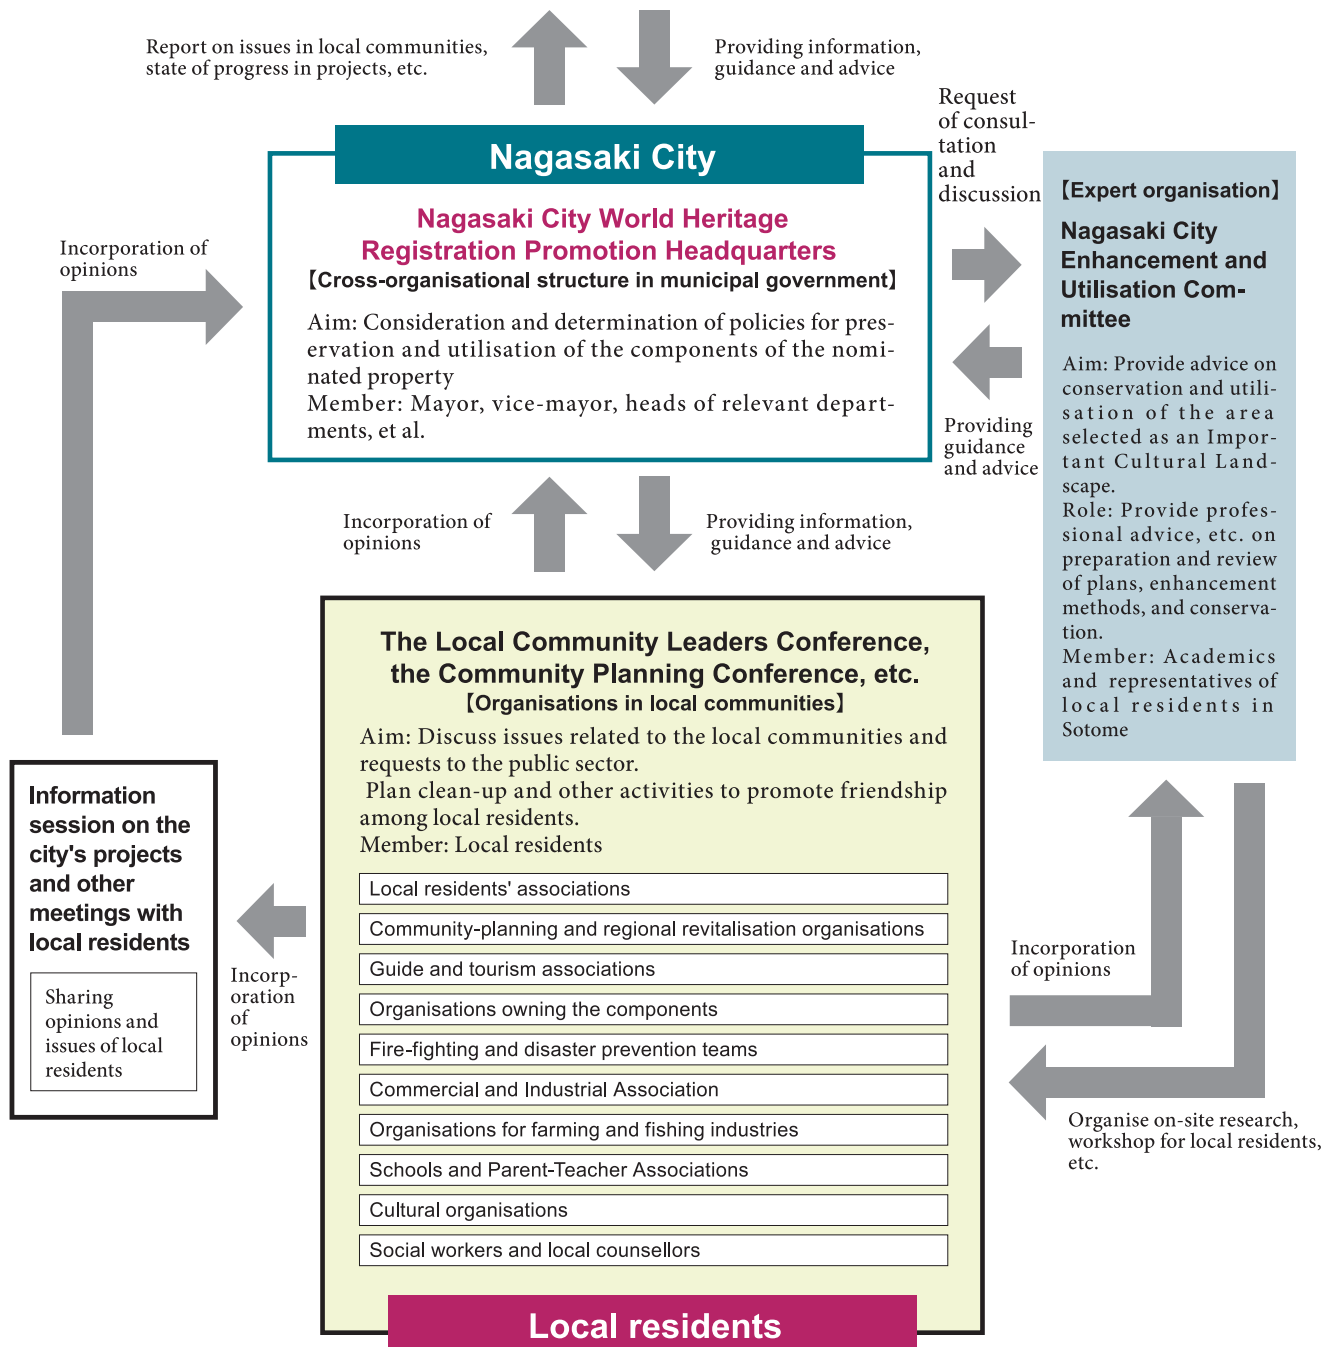 Report on issues in local communities,
state of progress in projects, etc.
Providing information,
guidance and advice
Request
of consul-
tation
and
discussion
Nagasaki City
Nagasaki City World Heritage
Registration Promotion Headquarters
【Cross-organisational structure in municipal government】
Aim: Consideration and determination of policies for pres-
ervation and utilisation of the components of the nomi-
nated property
Member: Mayor, vice-mayor, heads of relevant depart-
ments, et al.
Incorporation of
opinions
【Expert organisation】
Nagasaki City
Enhancement and
Utilisation Com-
mittee
Aim: Provide advice on
conservation and utili-
sation of the area
selected as an Impor-
tant Cultural Land-
scape.
Role: Provide profes-
sional advice, etc. on
preparation and review
of plans, enhancement
methods, and conserva-
tion.
Member: Academics
and representatives of
local residents in
Sotome
Providing
guidance
and advice
Incorporation of
opinions
Providing information,
guidance and advice
The Local Community Leaders Conference,
the Community Planning Conference, etc.
【Organisations in local communities】
Aim: Discuss issues related to the local communities and
requests to the public sector.
Plan clean-up and other activities to promote friendship
among local residents.
Member: Local residents
Local residents' associations
Community-planning and regional revitalisation organisations
Guide and tourism associations
Organisations owning the components
Fire-fighting and disaster prevention teams
Commercial and Industrial Association
Organisations for farming and fishing industries
Schools and Parent-Teacher Associations
Cultural organisations
Social workers and local counsellors
Local residents
Information
session on the
city's projects
and other
meetings with
local residents
Sharing
opinions and
issues of local
residents
Incorp-
oration
of
opinions
Incorporation
of opinions
Organise on-site research,
workshop for local residents,
etc.